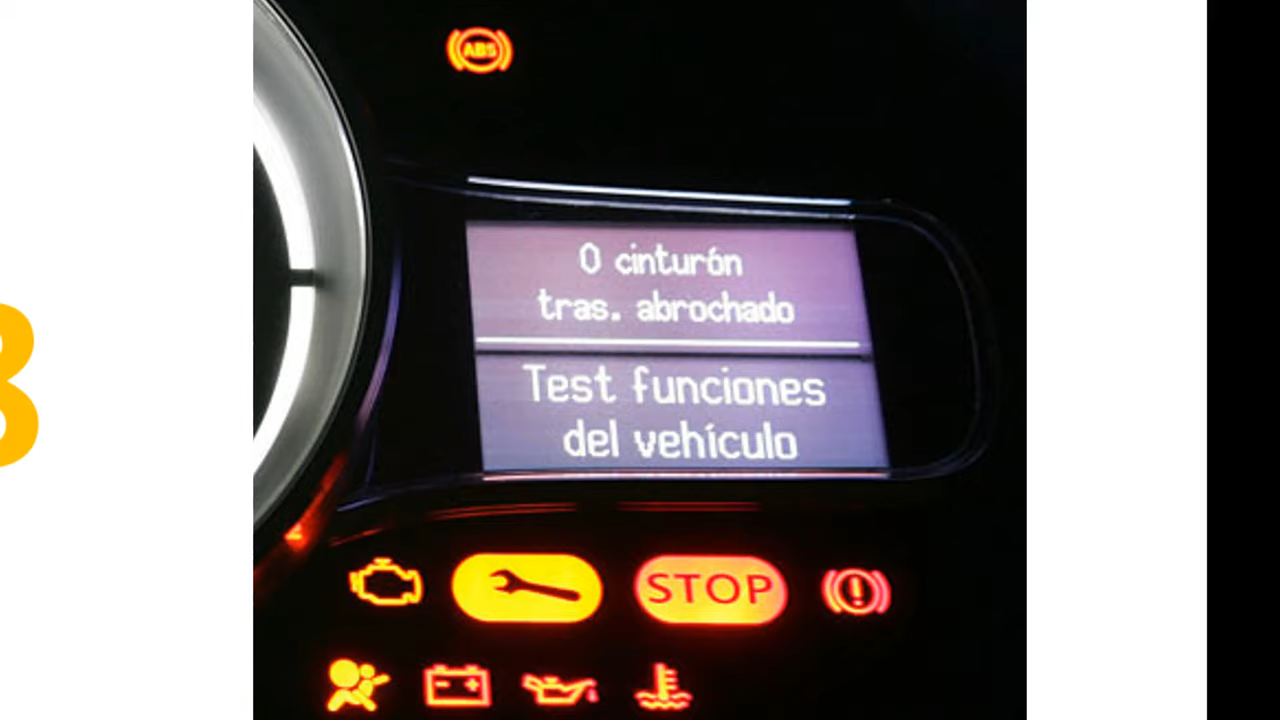 ABS
0 cinturón
tras. abrochado
Test funciones
del vehículo
STOP